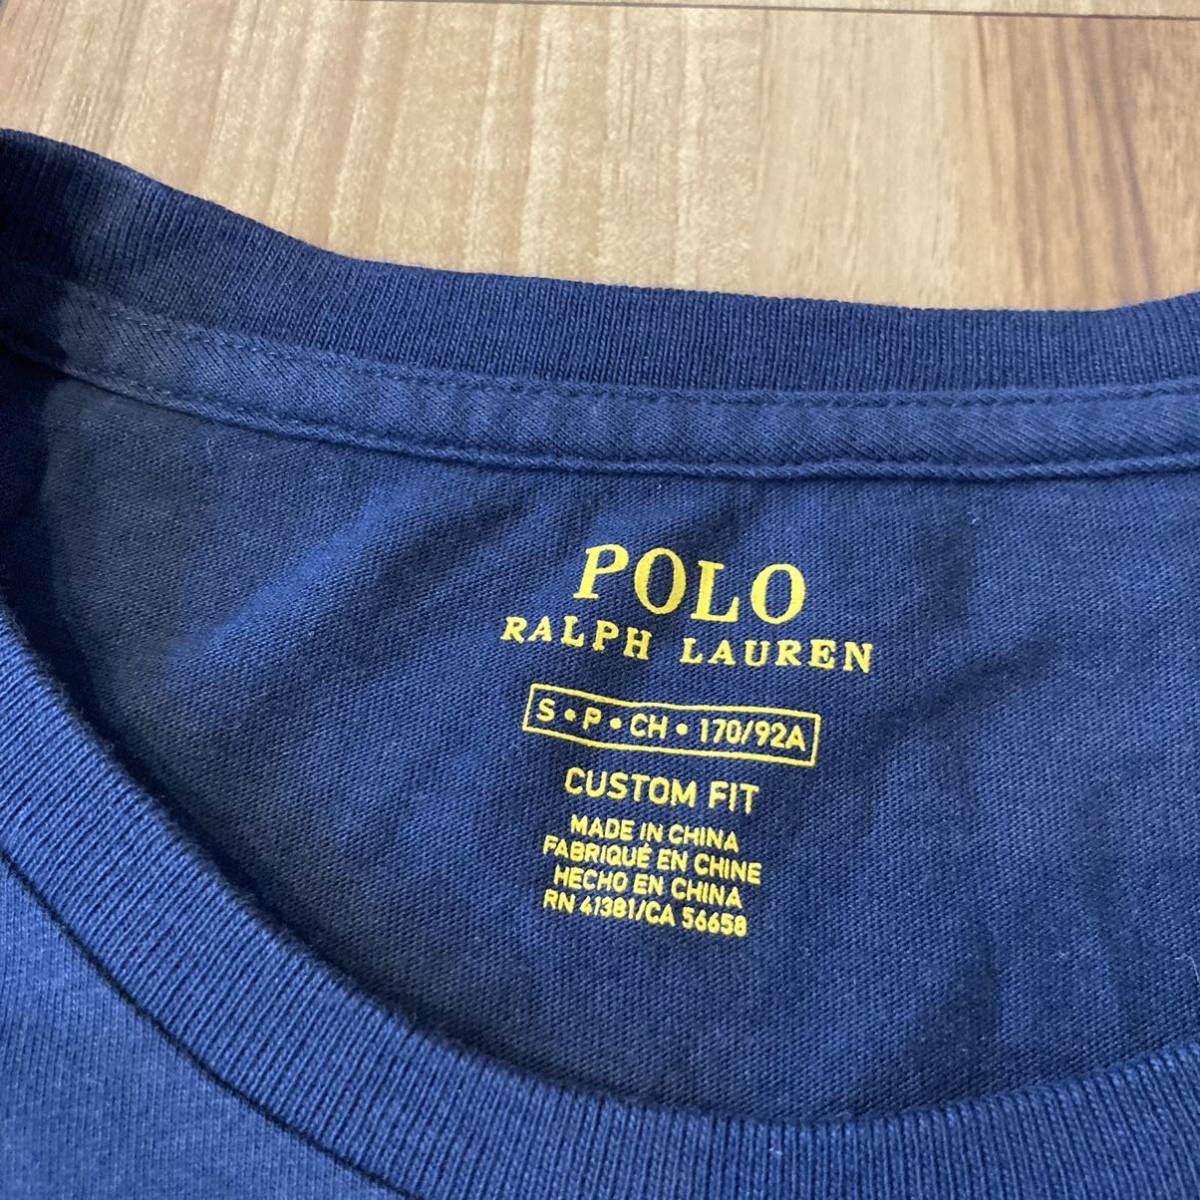 POLO
RALPH LAUREN
S • P • CH • 170/92A
CUSTOM FIT
MADE IN CHINA
FABRIQUÉ EN CHINE
HECHO EN CHINA
RN 41381/CA 56658